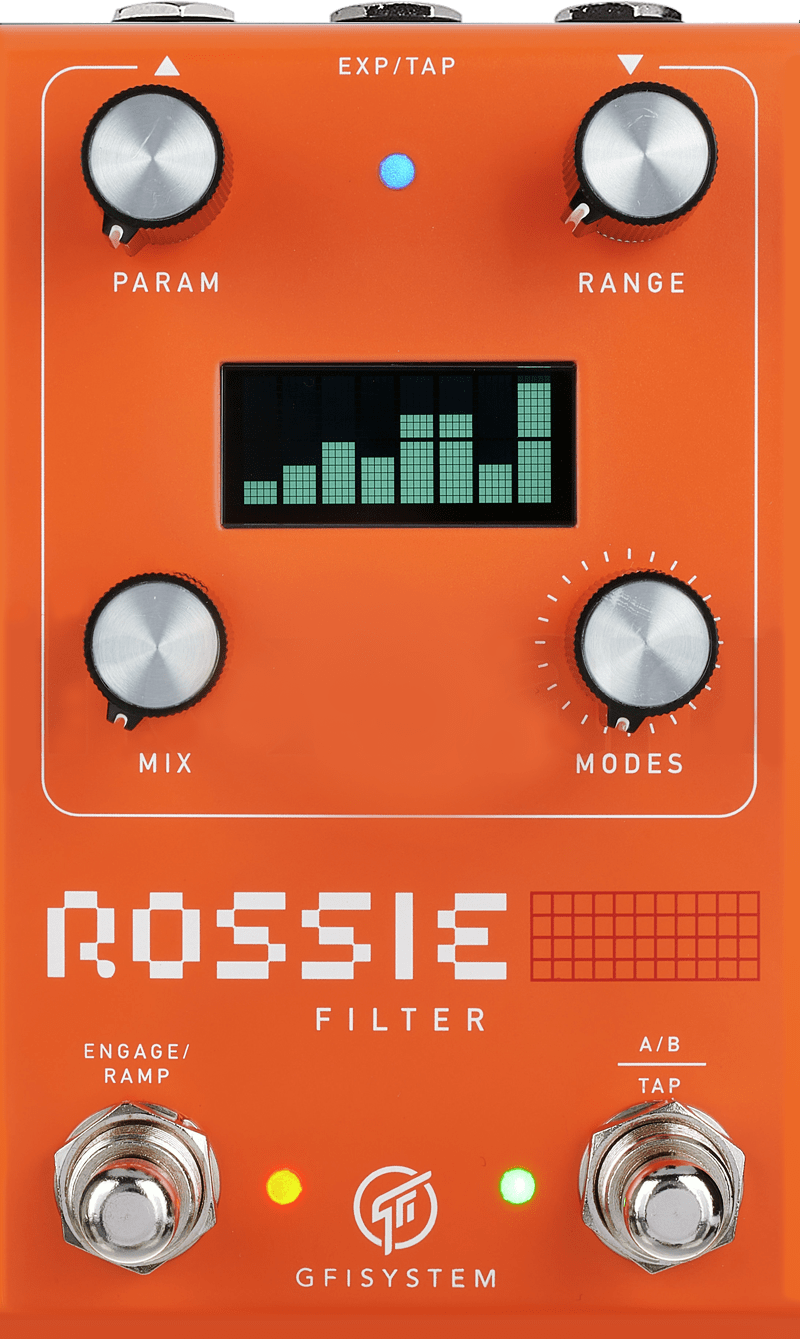 EXP/TAP
PARAM
RANGE
MIX
MODES
ROSSIE
FILTER
ENGAGE/
RAMP
A/B
TAP
GFISYSTEM